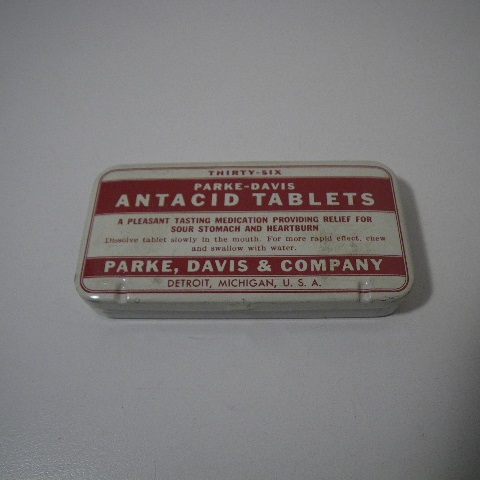 THIRTY-SIX
PARKE-DAVIS
ANTACID TABLETS
A PLEASANT TASTING MEDICATION PROVIDING RELIEF FOR
SOUR STOMACH AND HEARTBURN
Dissolve tablet slowly in the mouth. For more rapid effect, chew
and swallow with water.
PARKE, DAVIS & COMPANY
DETROIT, MICHIGAN, U. S. A.